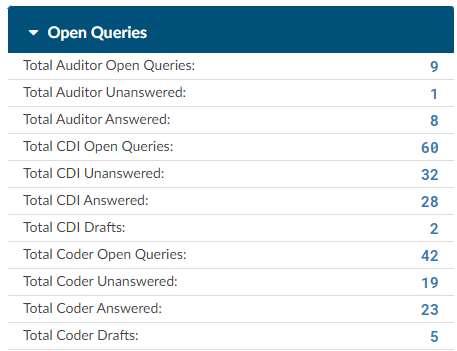 Open Queries
Total Auditor Open Queries: 9
Total Auditor Unanswered: 1
Total Auditor Answered: 8
Total CDI Open Queries: 60
Total CDI Unanswered: 32
Total CDI Answered: 28
Total CDI Drafts: 2
Total Coder Open Queries: 42
Total Coder Unanswered: 19
Total Coder Answered: 23
Total Coder Drafts: 5